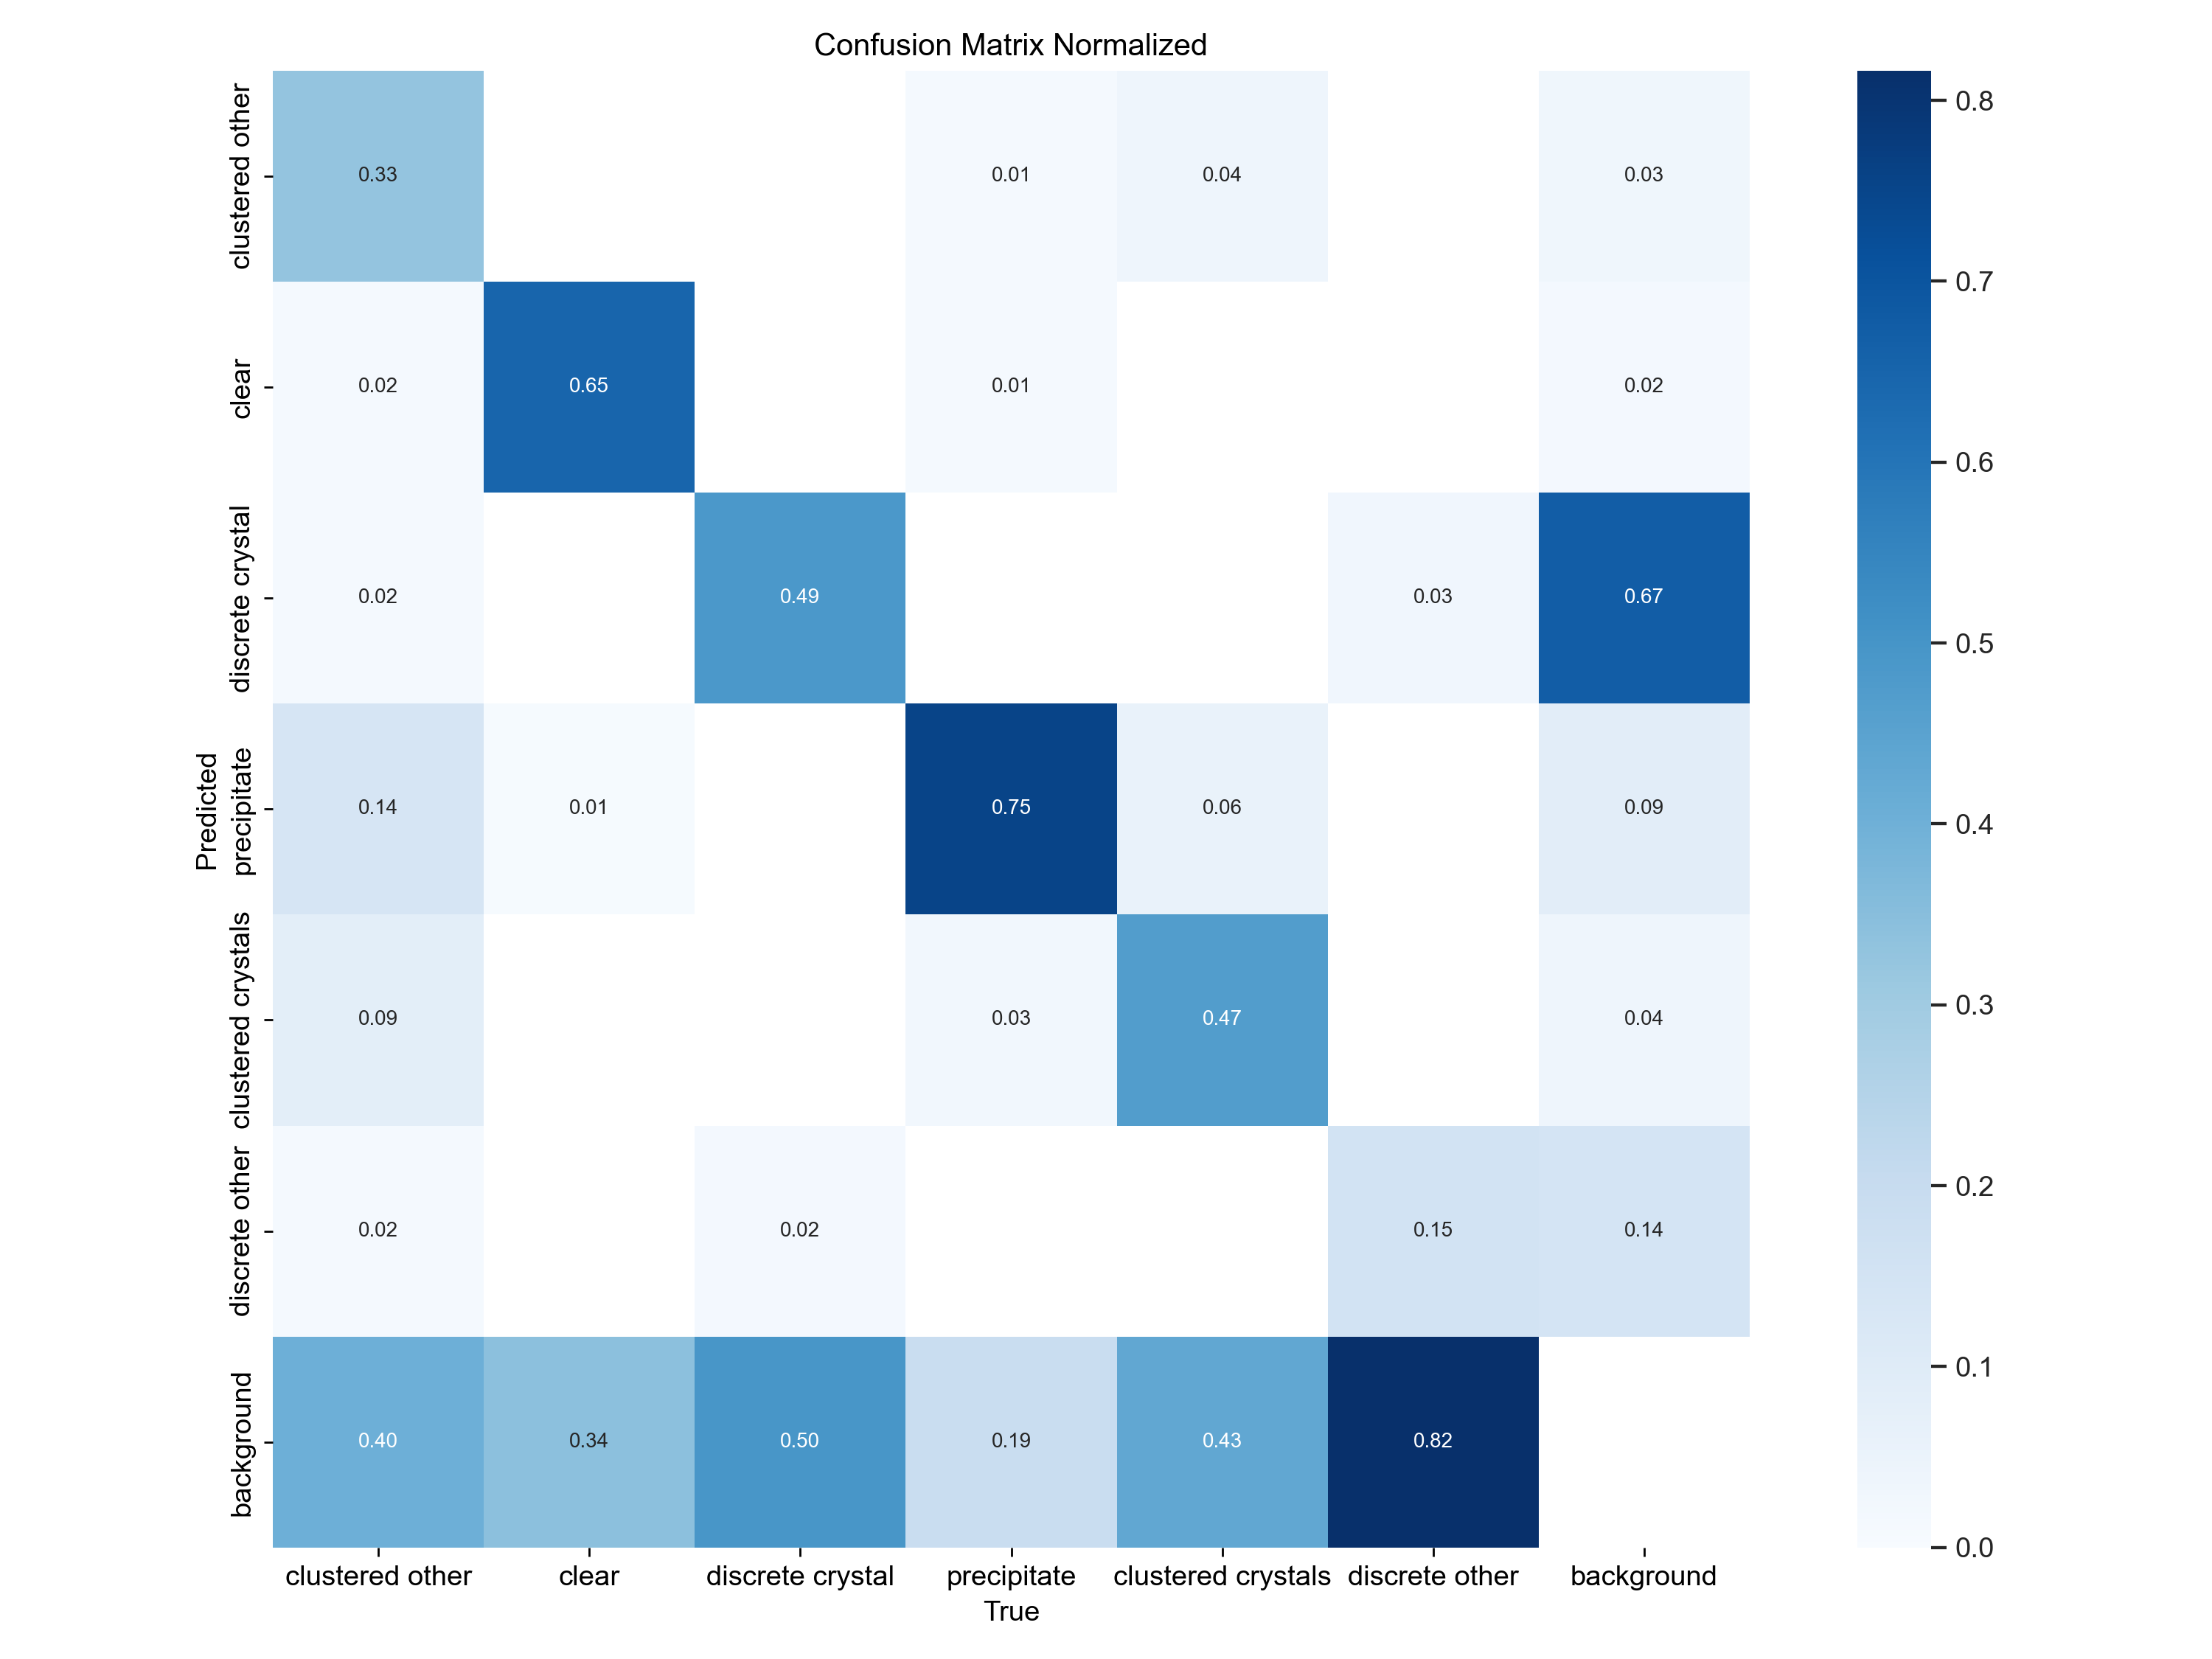 Confusion Matrix Normalized
clustered other
0.33
0.01
0.04
0.03
0.8
0.7
clear
0.02
0.65
0.01
0.02
0.6
discrete crystal
0.02
0.49
0.03
0.67
0.5
Predicted
precipitate
0.14
0.01
0.75
0.06
0.09
0.4
clustered crystals
0.09
0.03
0.47
0.04
0.3
discrete other
0.02
0.02
0.15
0.14
0.2
background
0.40
0.34
0.50
0.19
0.43
0.82
0.1
0.0
clustered other
clear
discrete crystal
precipitate
clustered crystals
discrete other
background
True